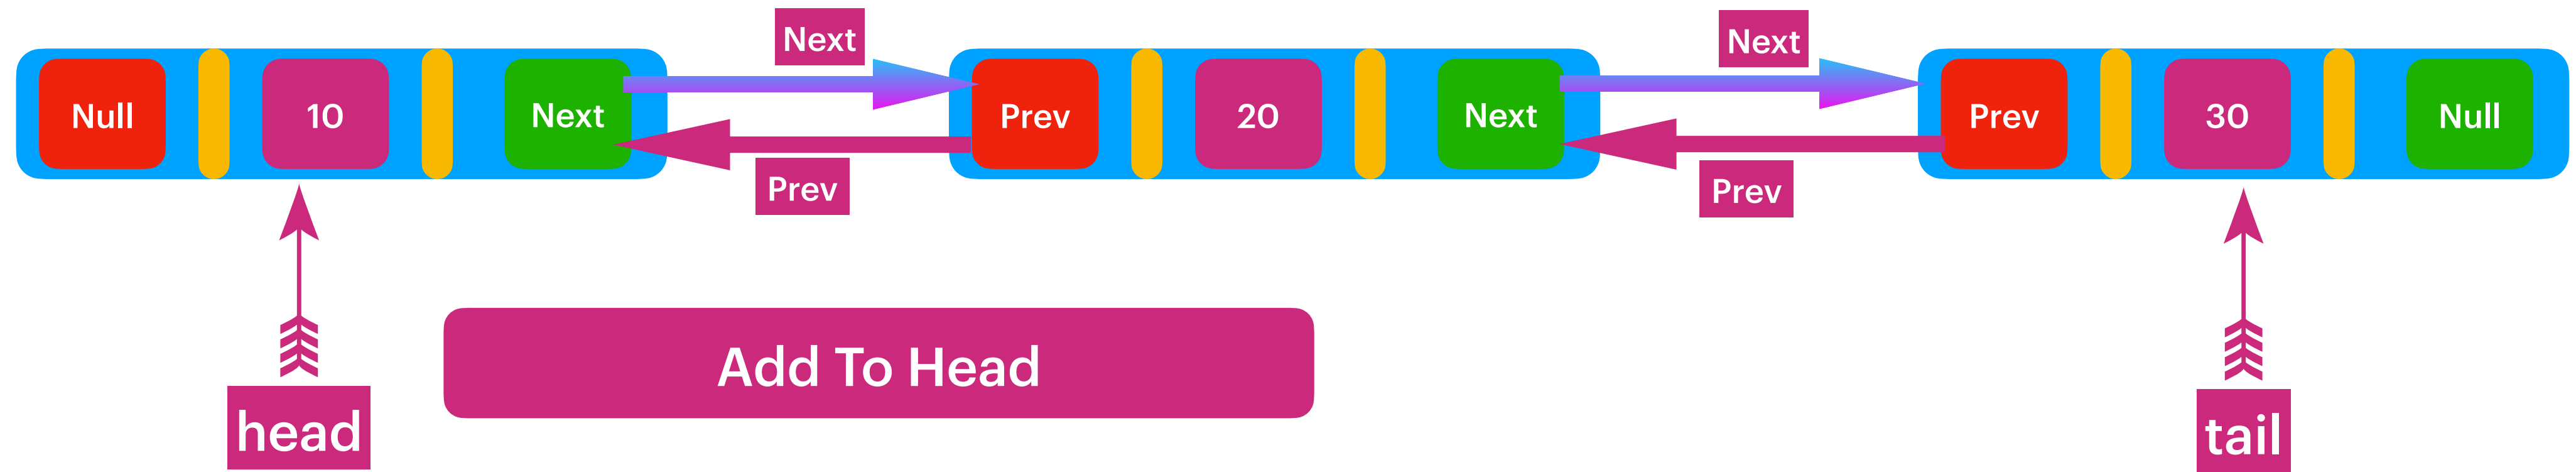 Next
Next
Null
10
Next
Prev
20
Next
Prev
30
Null
Prev
Prev
Add To Head
head
tail